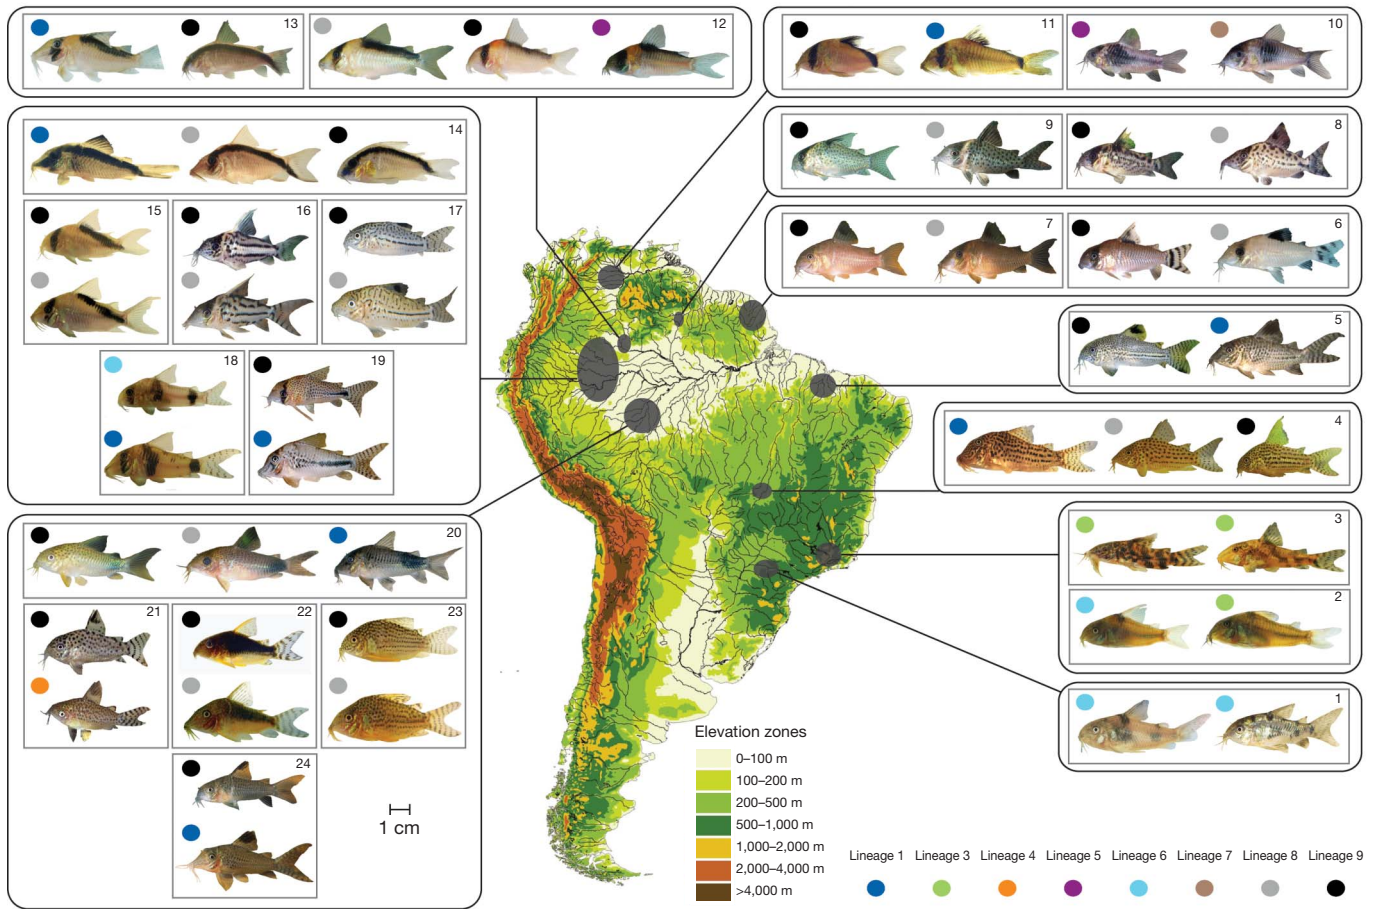 13
12
11
10
14
9
8
15
16
17
7
6
18
19
5
4
20
3
21
22
23
2
24
1
1 cm
Elevation zones
0–100 m
100–200 m
200–500 m
500–1,000 m
1,000–2,000 m
2,000–4,000 m
>4,000 m
Lineage 1 Lineage 3 Lineage 4 Lineage 5 Lineage 6 Lineage 7 Lineage 8 Lineage 9